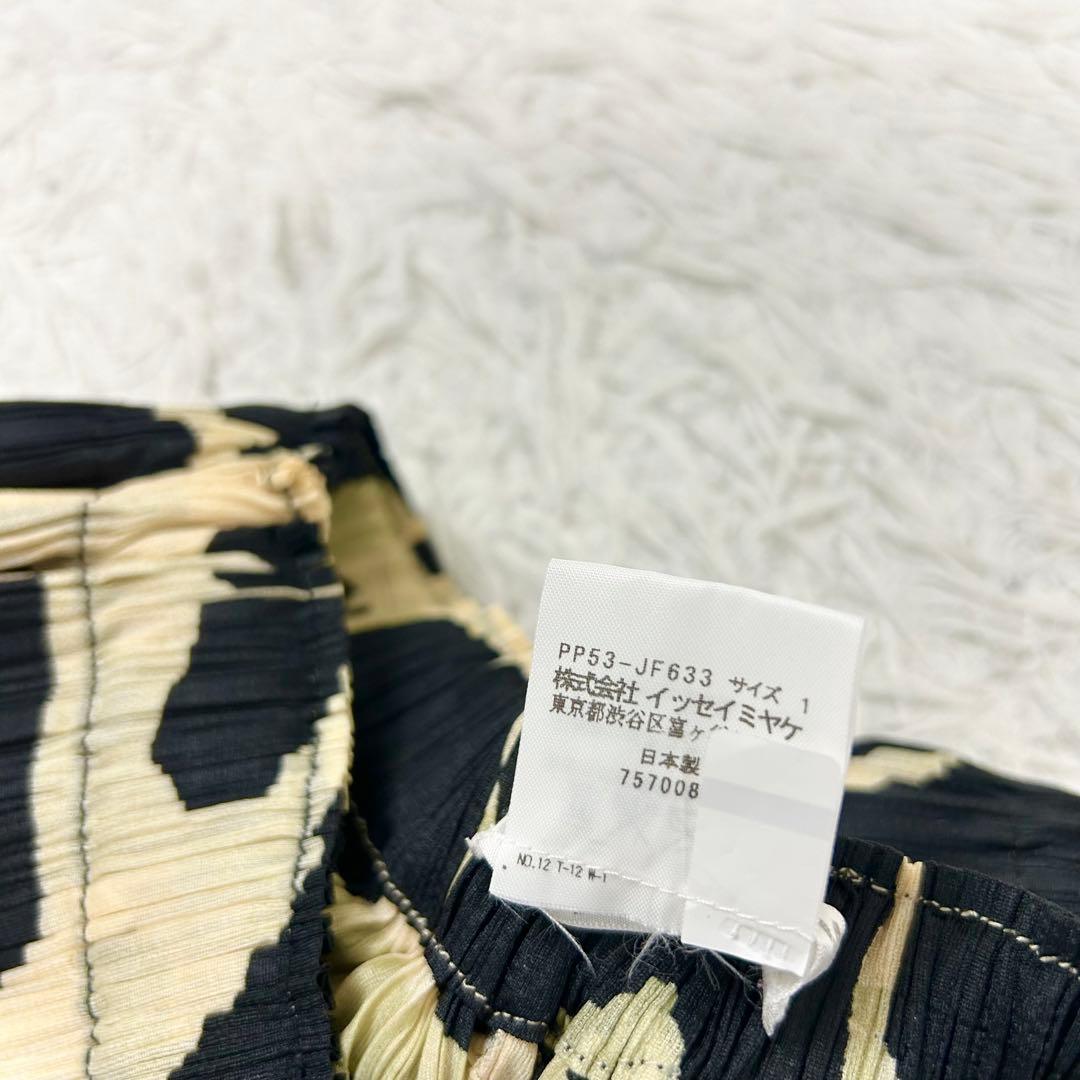 PP53-JF633 サイズ 1
株式会社 イッセイミヤケ
東京都渋谷区富ヶ
日本製
757008
NO.12 T-12 W-1